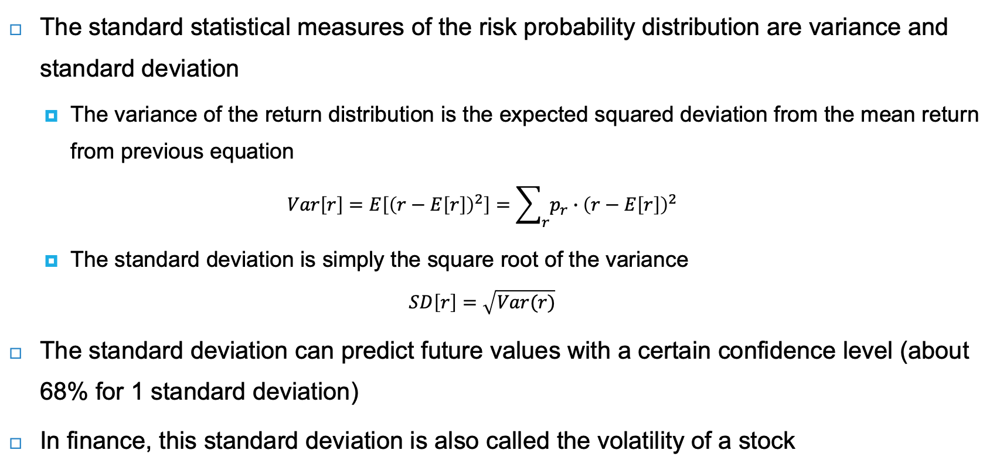 The standard statistical measures of the risk probability distribution are variance and
standard deviation
The variance of the return distribution is the expected squared deviation from the mean return
from previous equation
Var[r] = E[(r − E[r])²] = ∑_r p_r · (r − E[r])²
The standard deviation is simply the square root of the variance
SD[r] = √Var(r)
The standard deviation can predict future values with a certain confidence level (about
68% for 1 standard deviation)
In finance, this standard deviation is also called the volatility of a stock